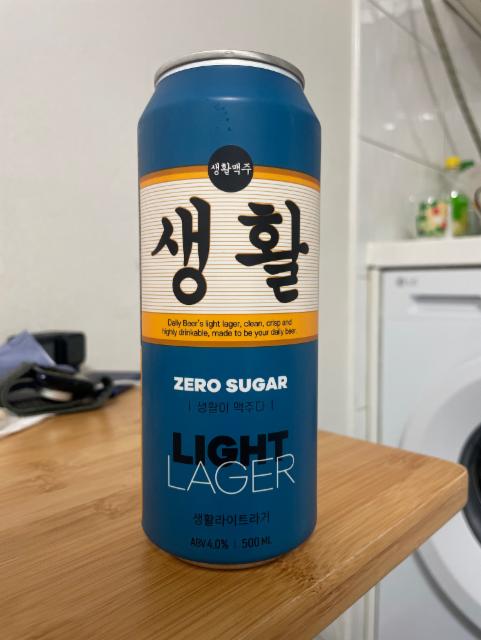 생활맥주
생활
Daily Beer's light lager, clean, crisp and
highly drinkable, made to be your daily beer.
ZERO SUGAR
| 생활이 맥주다 |
LIGHT
LAGER
생활라이트라거
ABV 4.0% | 500 ML
LG